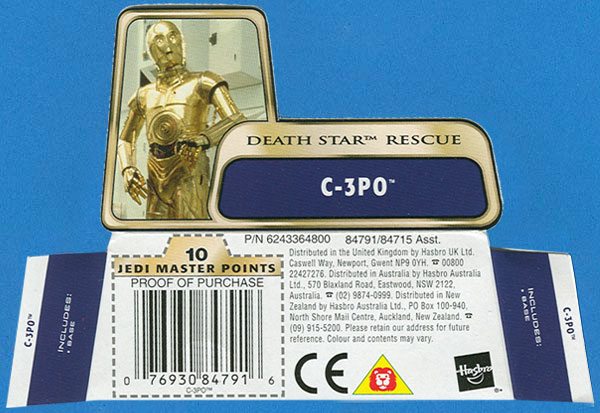 DEATH STAR™ RESCUE
C-3PO™
P/N 6243364800 84791/84715 Asst.
10
JEDI MASTER POINTS
PROOF OF PURCHASE
0 76930 84791 6
C-3PO™
Distributed in the United Kingdom by Hasbro UK Ltd.
Caswell Way, Newport, Gwent NP9 0YH. ☎ 00800
22427276. Distributed in Australia by Hasbro Australia
Ltd., 570 Blaxland Road, Eastwood, NSW 2122,
Australia. ☎ (02) 9874-0999. Distributed in New
Zealand by Hasbro Australia Ltd., PO Box 100-940,
North Shore Mail Centre, Auckland, New Zealand. ☎
(09) 915-5200. Please retain our address for future
reference. Colour and contents may vary.
CE
Hasbro
®
C-3PO™
INCLUDES:
• BASE
INCLUDES:
• BASE
C-3PO™